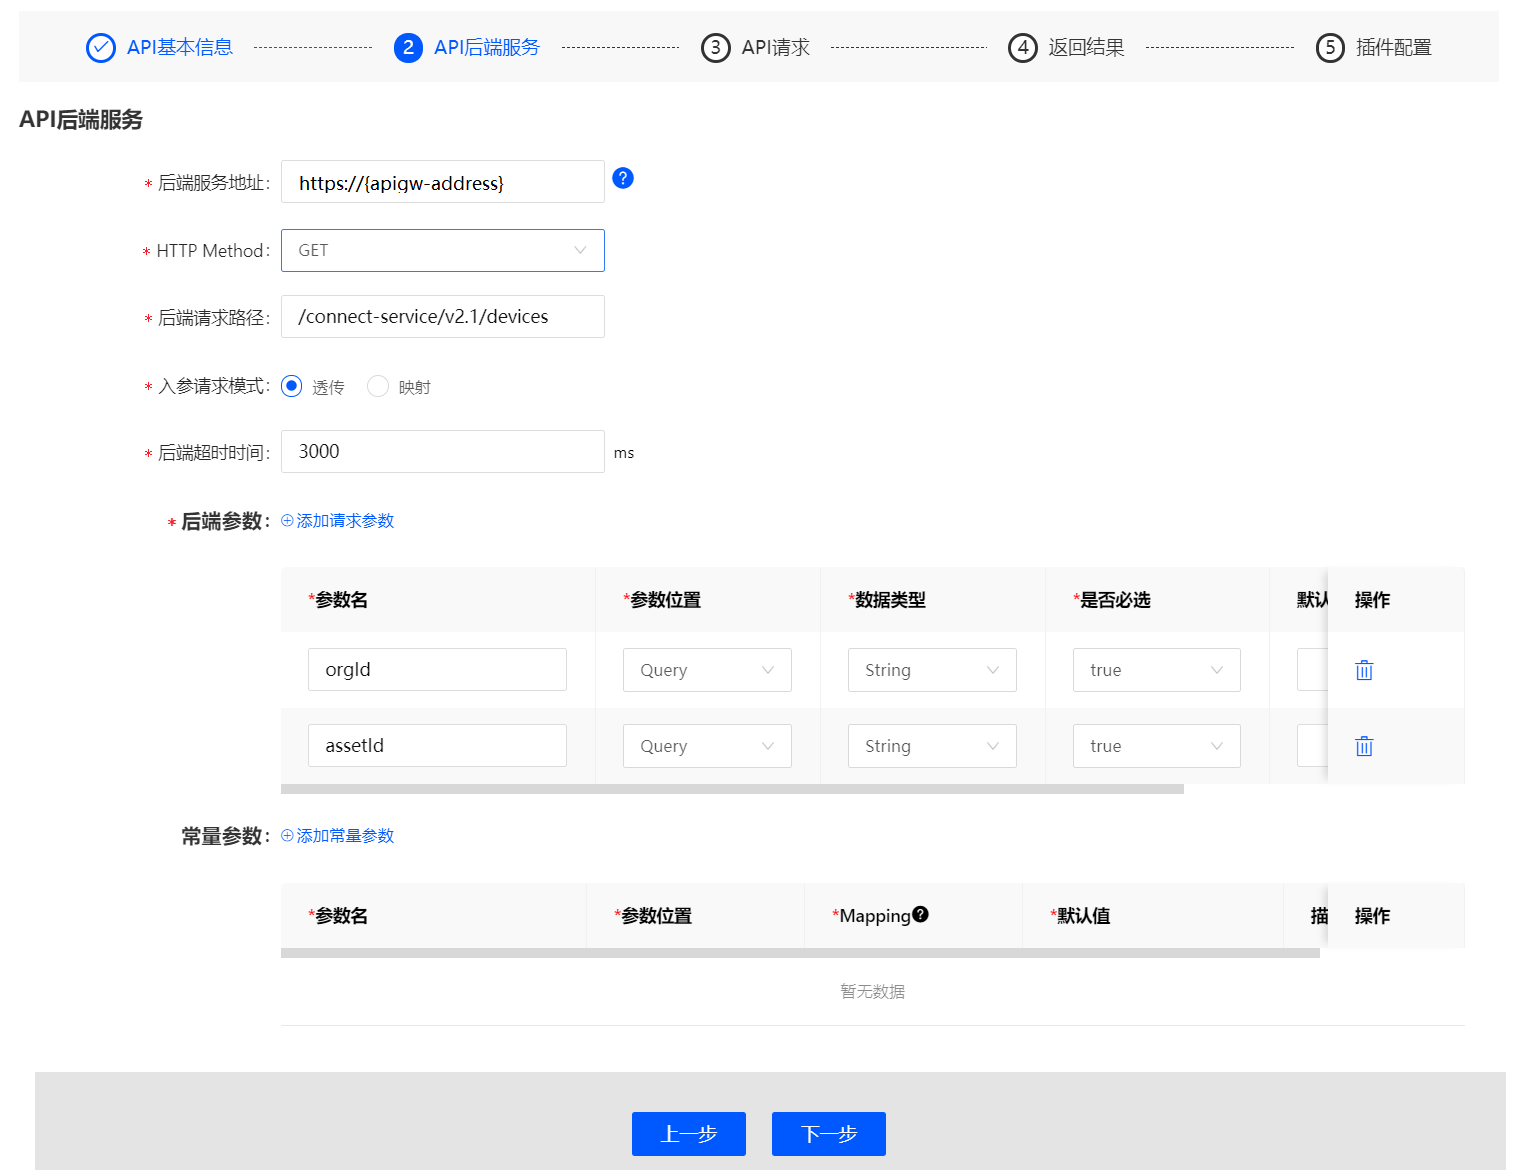 API基本信息 2 API后端服务 3 API请求 4 返回结果 5 插件配置
API后端服务
* 后端服务地址: https://{apigw-address} ?
* HTTP Method: GET
* 后端请求路径: /connect-service/v2.1/devices
* 入参请求模式: 透传 映射
* 后端超时时间: 3000 ms
* 后端参数: 添加请求参数
*参数名 *参数位置 *数据类型 *是否必选 默认 操作
orgId Query String true
assetId Query String true
常量参数: 添加常量参数
*参数名 *参数位置 *Mapping? *默认值 描 操作
暂无数据
上一步 下一步